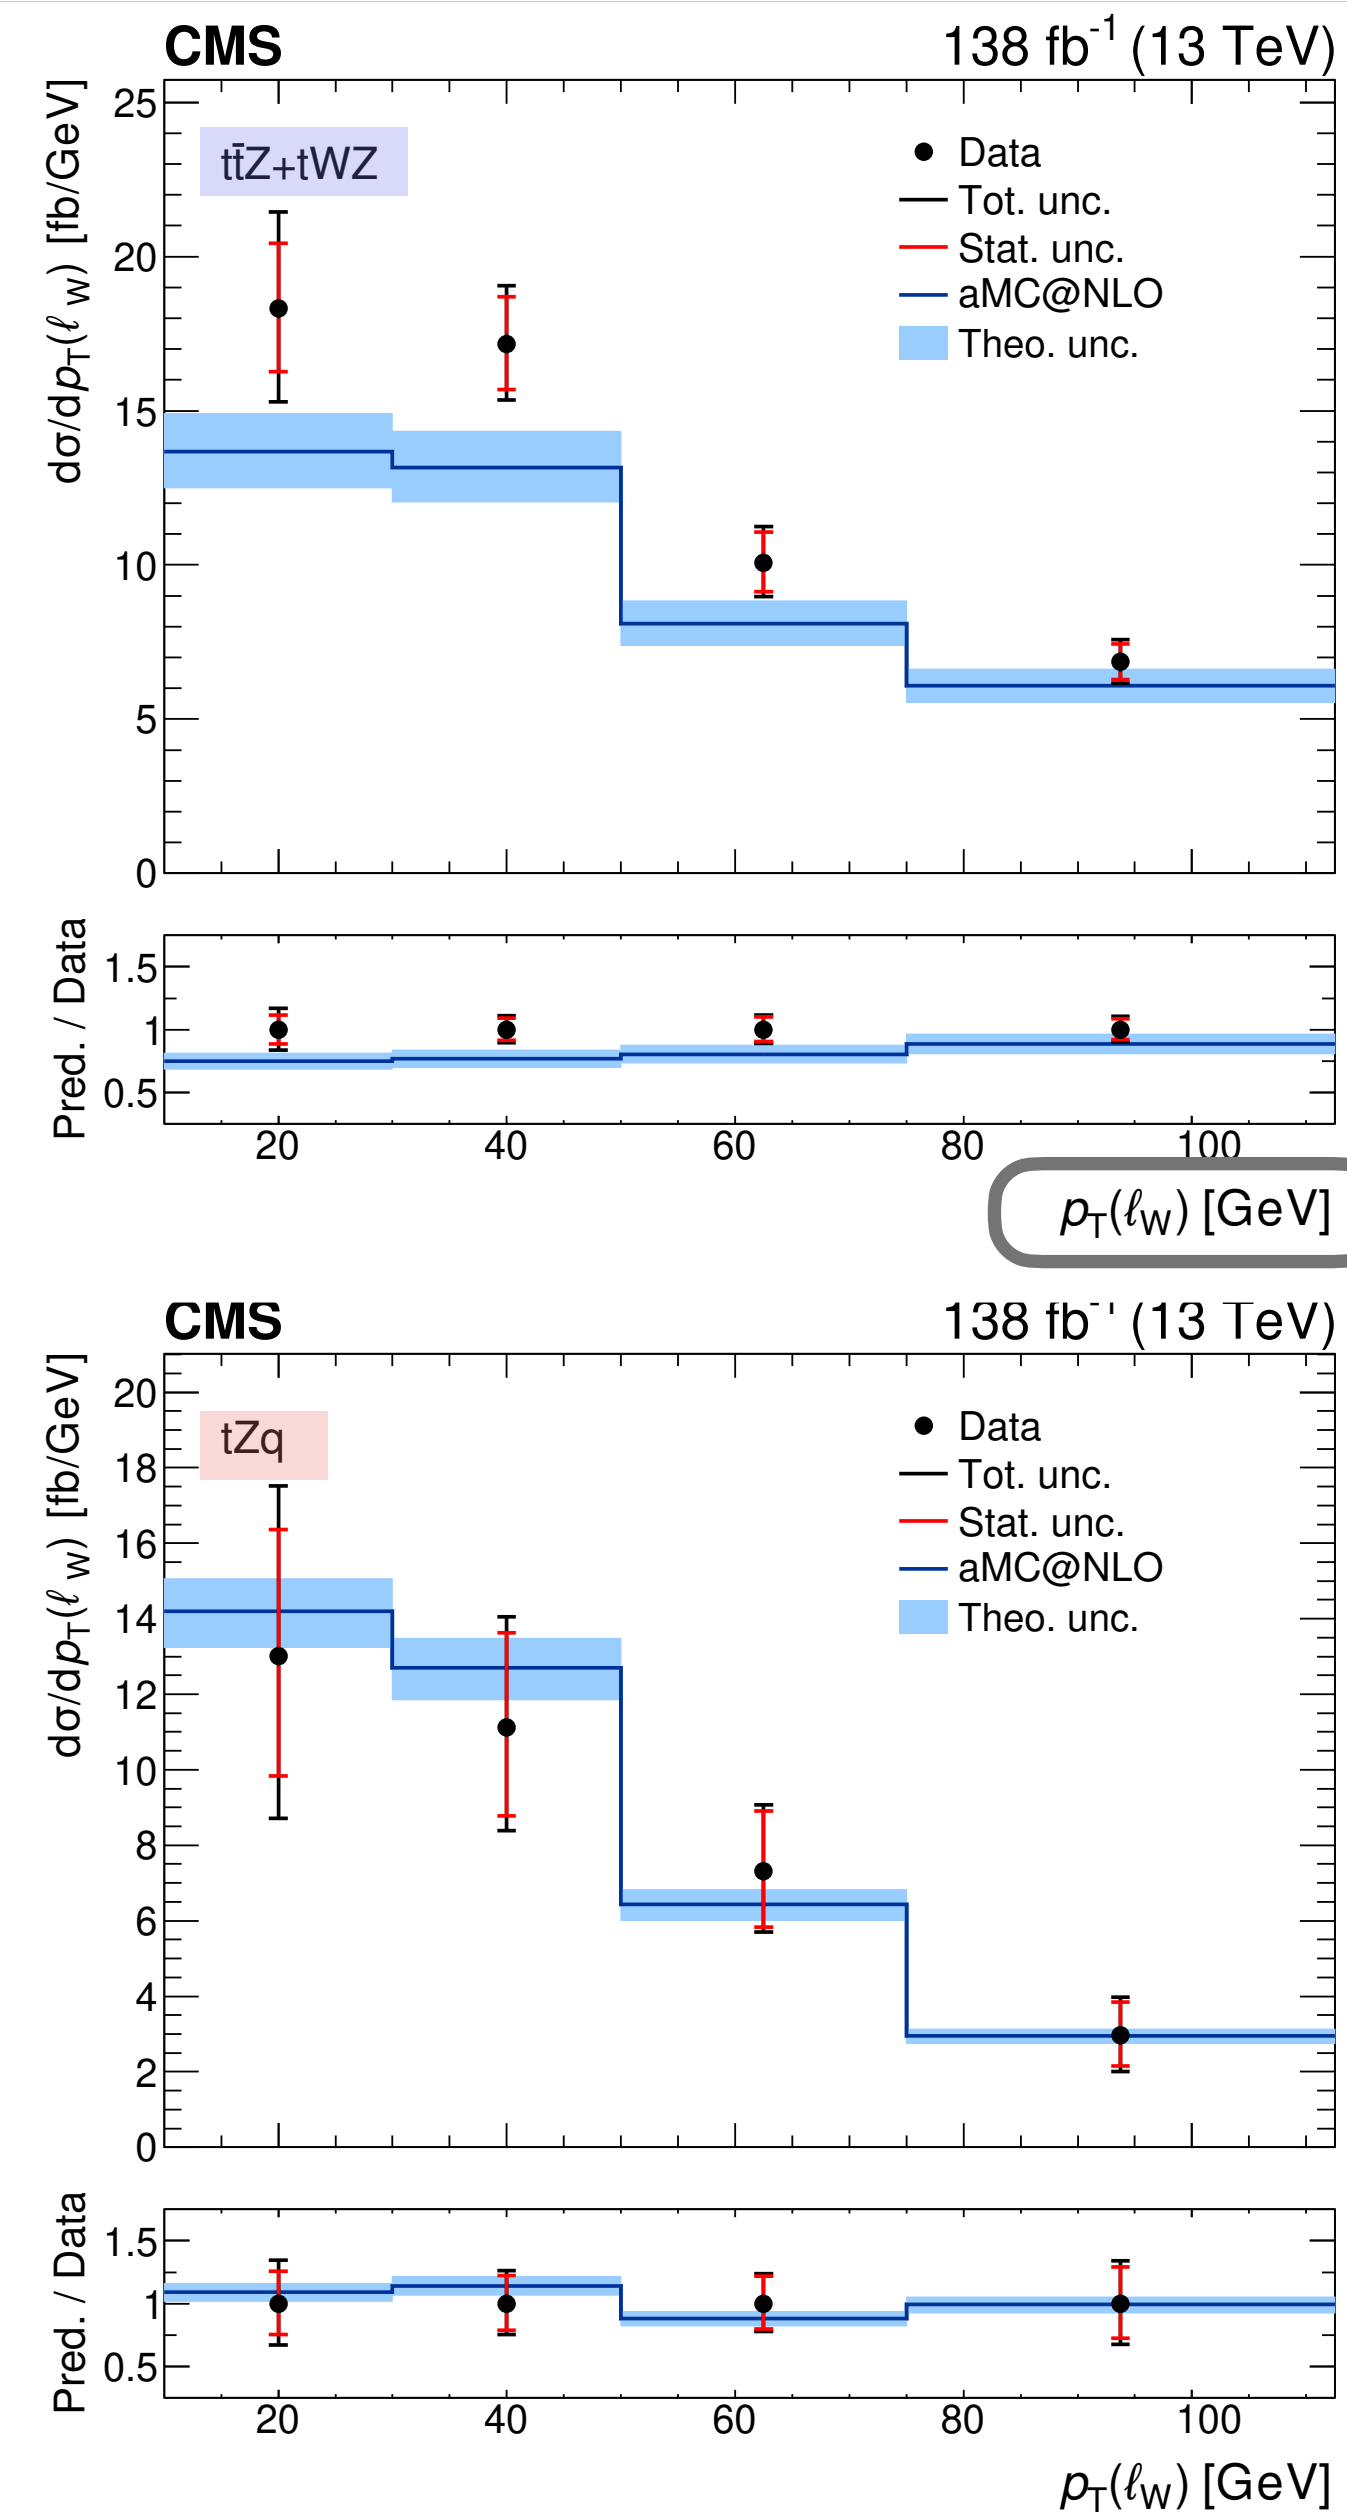 CMS 138 fb⁻¹ (13 TeV)
dσ/dp_T(ℓ_W) [fb/GeV]
25
20
15
10
5
0
tt̄Z+tWZ
Data
Tot. unc.
Stat. unc.
aMC@NLO
Theo. unc.
Pred. / Data
1.5
1
0.5
20 40 60 80 100
p_T(ℓ_W) [GeV]
CMS 138 fb⁻¹ (13 TeV)
dσ/dp_T(ℓ_W) [fb/GeV]
20
18
16
14
12
10
8
6
4
2
0
tZq
Data
Tot. unc.
Stat. unc.
aMC@NLO
Theo. unc.
Pred. / Data
1.5
1
0.5
20 40 60 80 100
p_T(ℓ_W) [GeV]